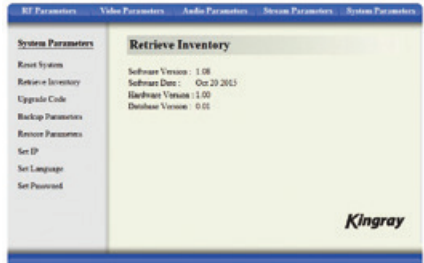 RF Parameters Video Parameters Audio Parameters Stream Parameters System Parameters
System Parameters
Reset System
Retrieve Inventory
Upgrade Code
Backup Parameters
Restore Parameters
Set IP
Set Language
Set Password
Retrieve Inventory
Software Version : 1.08
Software Date : Oct 20 2015
Hardware Version : 1.00
Database Version : 0.01
Kingray